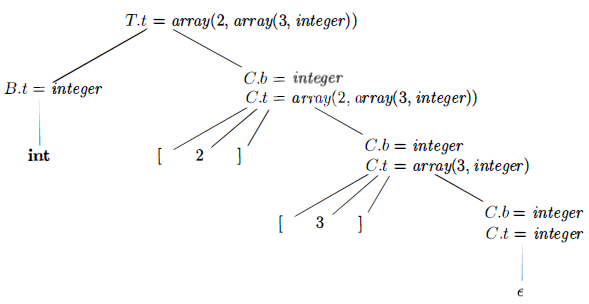 T.t = array(2, array(3, integer))
C.b = integer
B.t = integer
C.t = array(2, array(3, integer))
C.b = integer
int [ 2 ]
C.t = array(3, integer)
C.b = integer
[ 3 ]
C.t = integer
ϵ